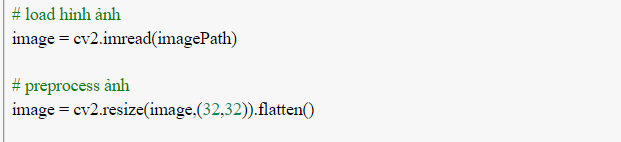 # load hình ảnh
image = cv2.imread(imagePath)
# preprocess ảnh
image = cv2.resize(image,(32,32)).flatten()